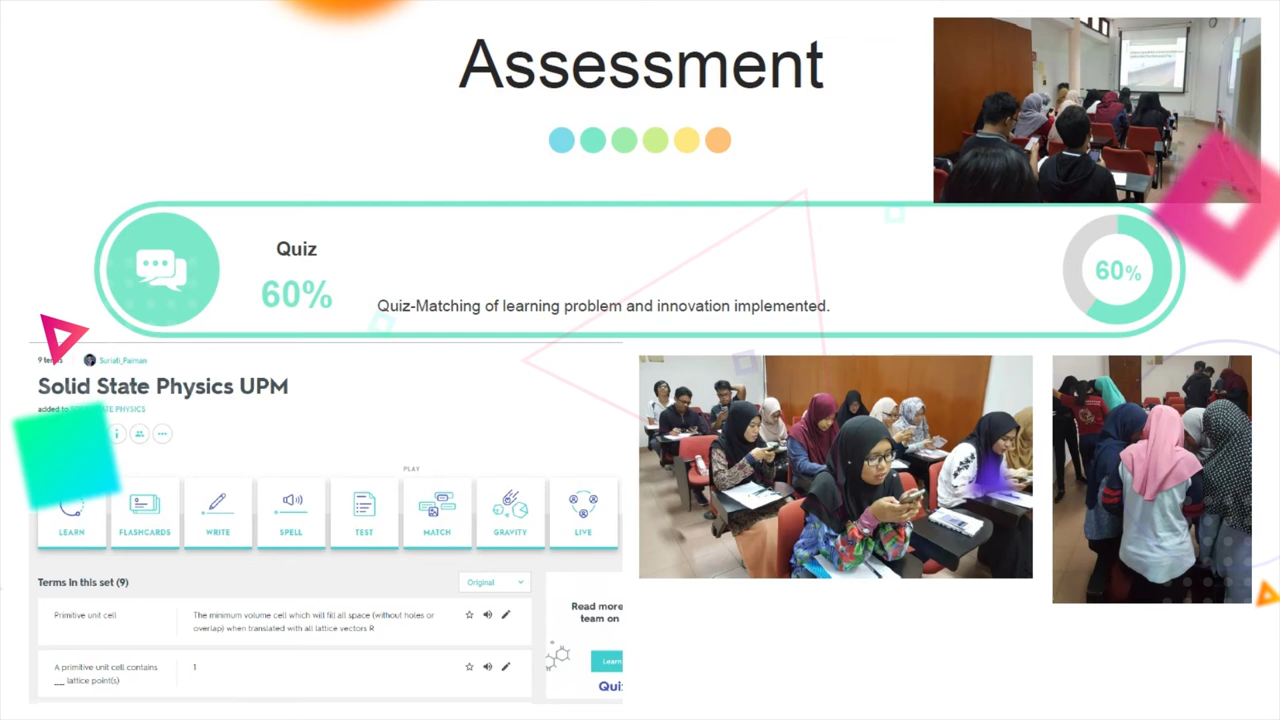 Assessment
Quiz
60%
Quiz-Matching of learning problem and innovation implemented.
60%
Suriati_Paiman
Solid State Physics UPM
added to
PLAY
LEARN
FLASHCARDS
WRITE
SPELL
TEST
MATCH
GRAVITY
LIVE
Terms in this set (9)
Original
Primitive unit cell
The minimum volume cell which will fill all space (without holes or
overlap) when translated with all lattice vectors R
A primitive unit cell contains
__ lattice point(s)
1
Read more
team on
Learn
Qui